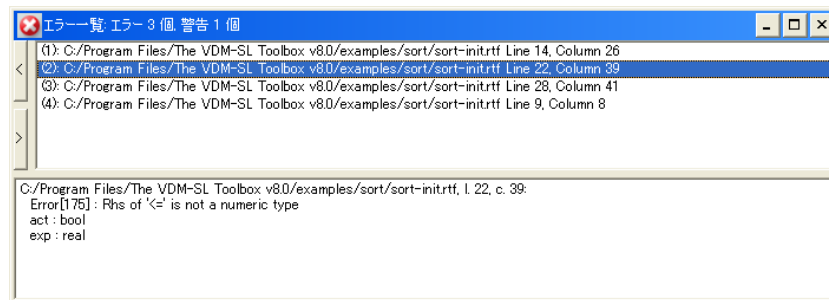 エラー一覧: エラー 3 個, 警告 1 個
(1): C:/Program Files/The VDM-SL Toolbox v8.0/examples/sort/sort-init.rtf Line 14, Column 26
(2): C:/Program Files/The VDM-SL Toolbox v8.0/examples/sort/sort-init.rtf Line 22, Column 39
(3): C:/Program Files/The VDM-SL Toolbox v8.0/examples/sort/sort-init.rtf Line 28, Column 41
(4): C:/Program Files/The VDM-SL Toolbox v8.0/examples/sort/sort-init.rtf Line 9, Column 8
<
>
C:/Program Files/The VDM-SL Toolbox v8.0/examples/sort/sort-init.rtf, l. 22, c. 39:
Error[175] : Rhs of '<=' is not a numeric type
act : bool
exp : real